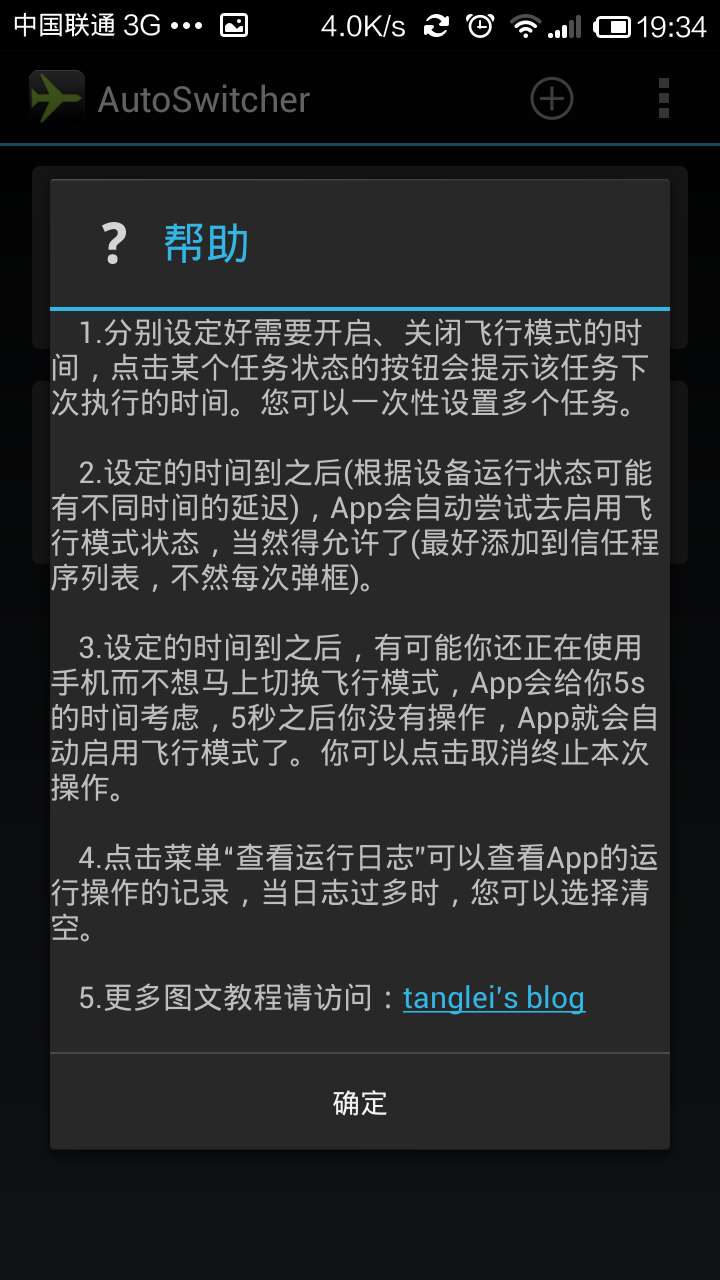 中国联通 3G ••• 4.0K/s 19:34
AutoSwitcher
? 帮助
1.分别设定好需要开启、关闭飞行模式的时
间，点击某个任务状态的按钮会提示该任务下
次执行的时间。您可以一次性设置多个任务。
2.设定的时间到之后(根据设备运行状态可能
有不同时间的延迟)，App会自动尝试去启用飞
行模式状态，当然得允许了(最好添加到信任程
序列表，不然每次弹框)。
3.设定的时间到之后，有可能你还正在使用
手机而不想马上切换飞行模式，App会给你5s
的时间考虑，5秒之后你没有操作，App就会自
动启用飞行模式了。你可以点击取消终止本次
操作。
4.点击菜单“查看运行日志”可以查看App的运
行操作的记录，当日志过多时，您可以选择清
空。
5.更多图文教程请访问：tanglei's blog
确定